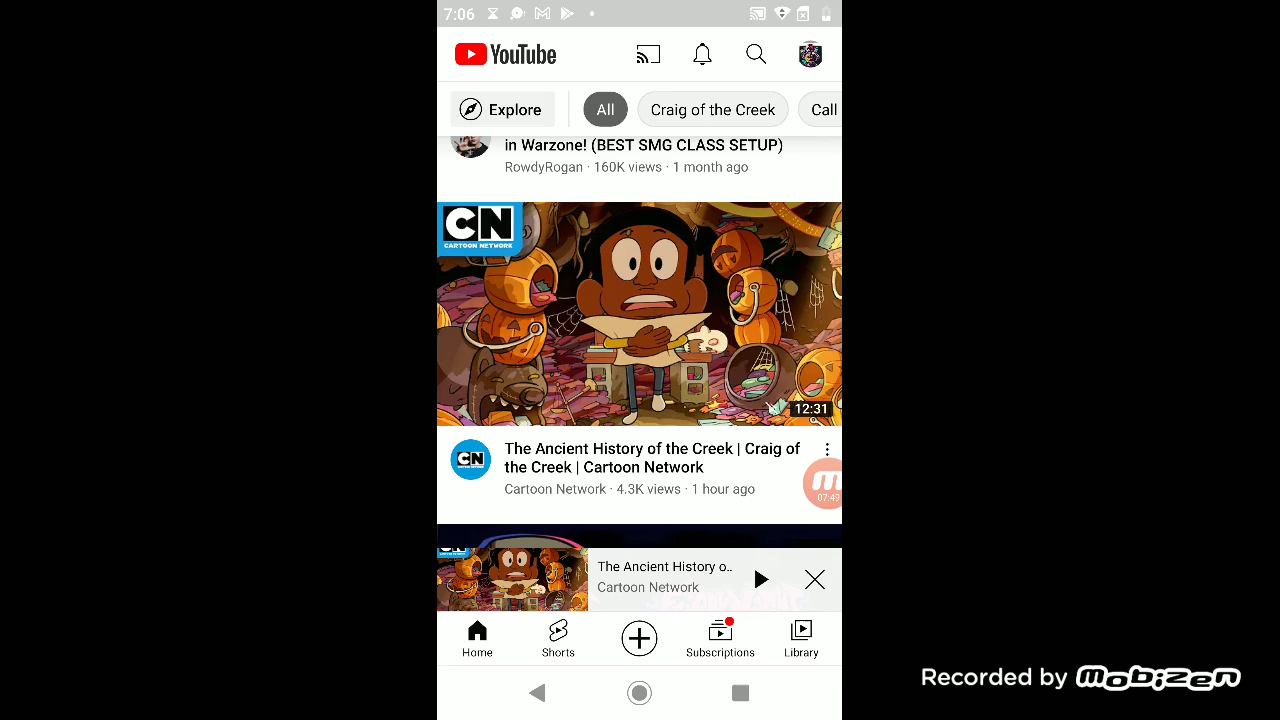 7:06
YouTube
Explore
All
Craig of the Creek
Call
in Warzone! (BEST SMG CLASS SETUP)
RowdyRogan · 160K views · 1 month ago
CN
CARTOON NETWORK
12:31
The Ancient History of the Creek | Craig of
the Creek | Cartoon Network
CN
Cartoon Network · 4.3K views · 1 hour ago
07:49
The Ancient History o..
Cartoon Network
Home
Shorts
Subscriptions
Library
Recorded by mobizen